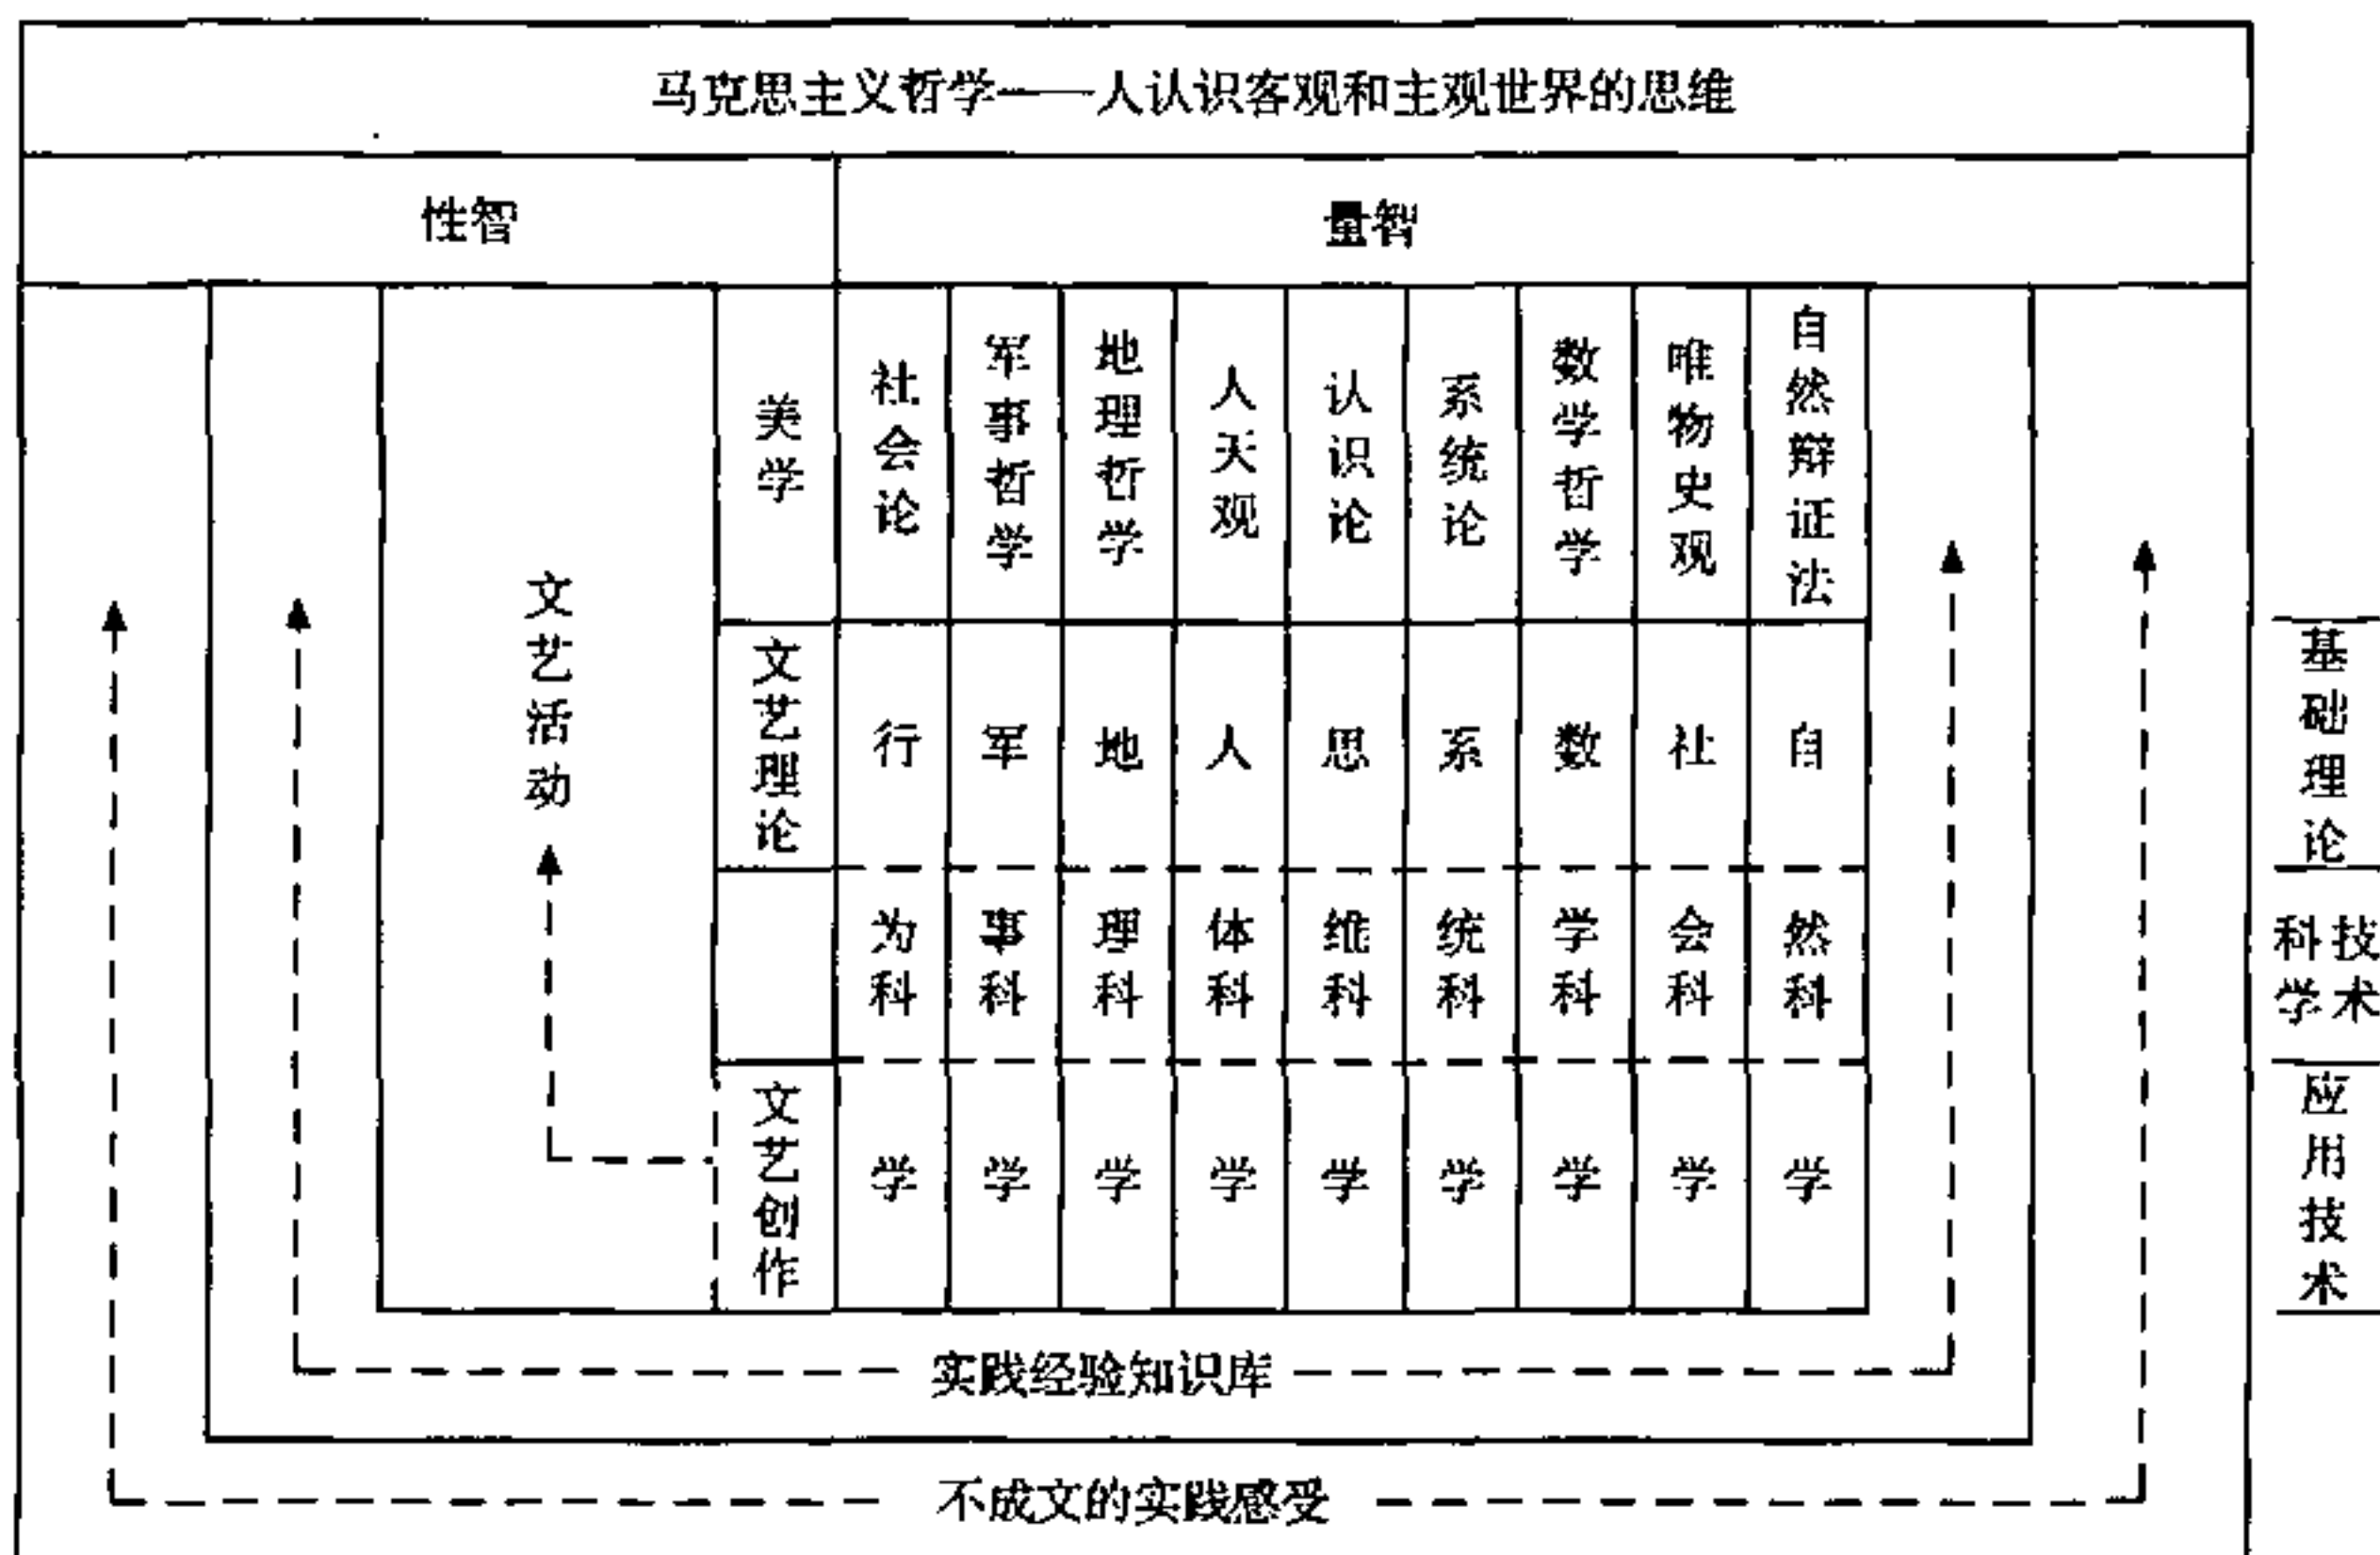 马克思主义哲学——人认识客观和主观世界的思维
性智
量智
文艺活动
美学
文艺理论
文艺创作
社会论
行为科学
军事哲学
军事科学
地理哲学
地理科学
人天观
人体科学
认识论
思维科学
系统论
系统科学
数学哲学
数学科学
唯物史观
社会科学
自然辩证法
自然科学
基础理论
科学
技术
应用技术
实践经验知识库
不成文的实践感受